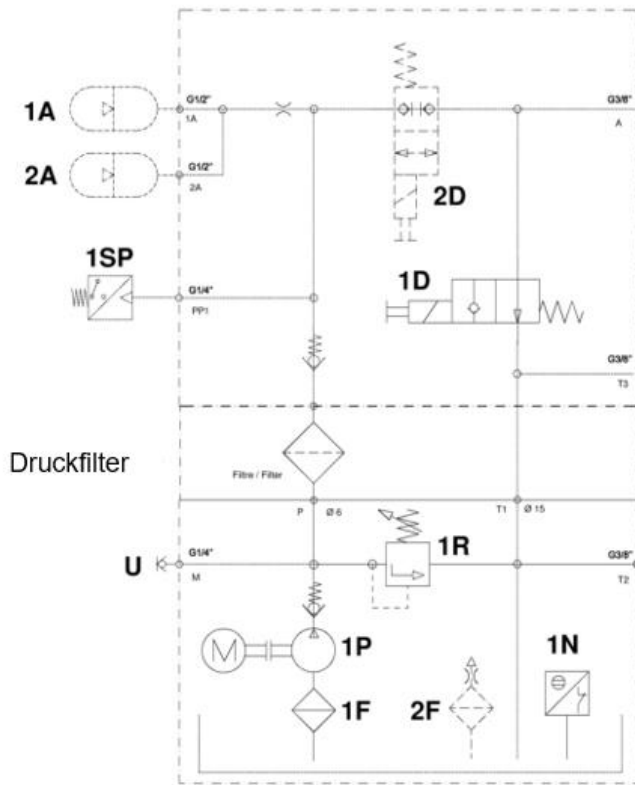 G1/2"
G3/8"
1A
1A
A
G1/2"
2A
2A
2D
1SP
1D
G1/4"
PP1
G3/8"
T3
Druckfilter
Filtre / Filter
P
Ø 6
T1
Ø 15
G1/4"
1R
G3/8"
U
M
T2
M
1P
1N
1F
2F